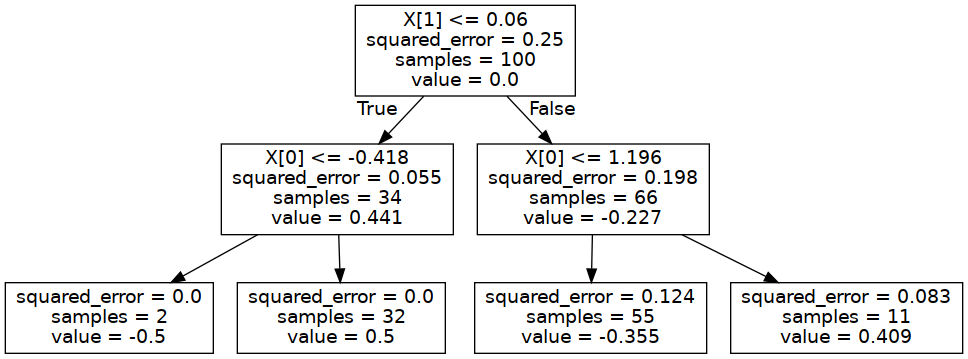 X[1] <= 0.06
squared_error = 0.25
samples = 100
value = 0.0
True
False
X[0] <= -0.418
squared_error = 0.055
samples = 34
value = 0.441
X[0] <= 1.196
squared_error = 0.198
samples = 66
value = -0.227
squared_error = 0.0
samples = 2
value = -0.5
squared_error = 0.0
samples = 32
value = 0.5
squared_error = 0.124
samples = 55
value = -0.355
squared_error = 0.083
samples = 11
value = 0.409